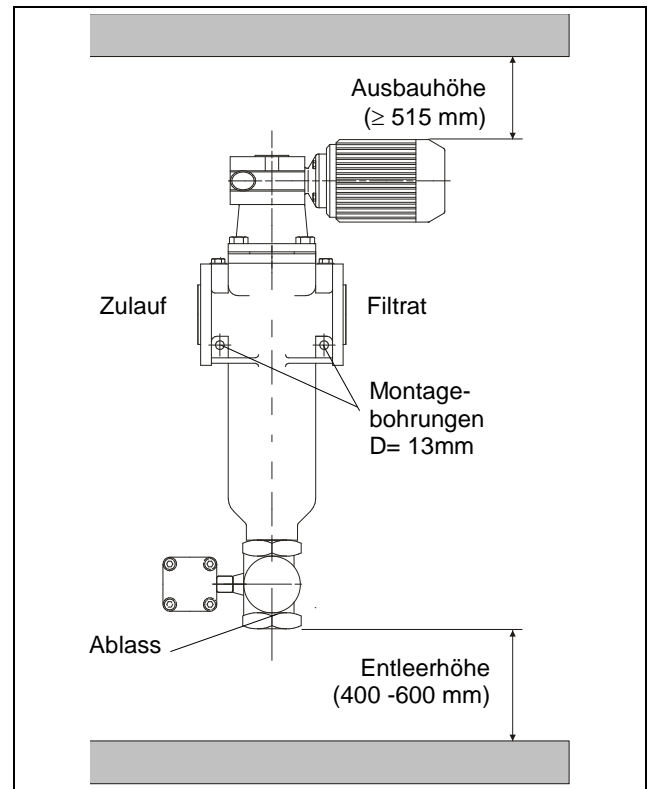 Ausbauhöhe
(≥ 515 mm)
Zulauf
Filtrat
Montage-
bohrungen
D= 13mm
Ablass
Entleerhöhe
(400 -600 mm)